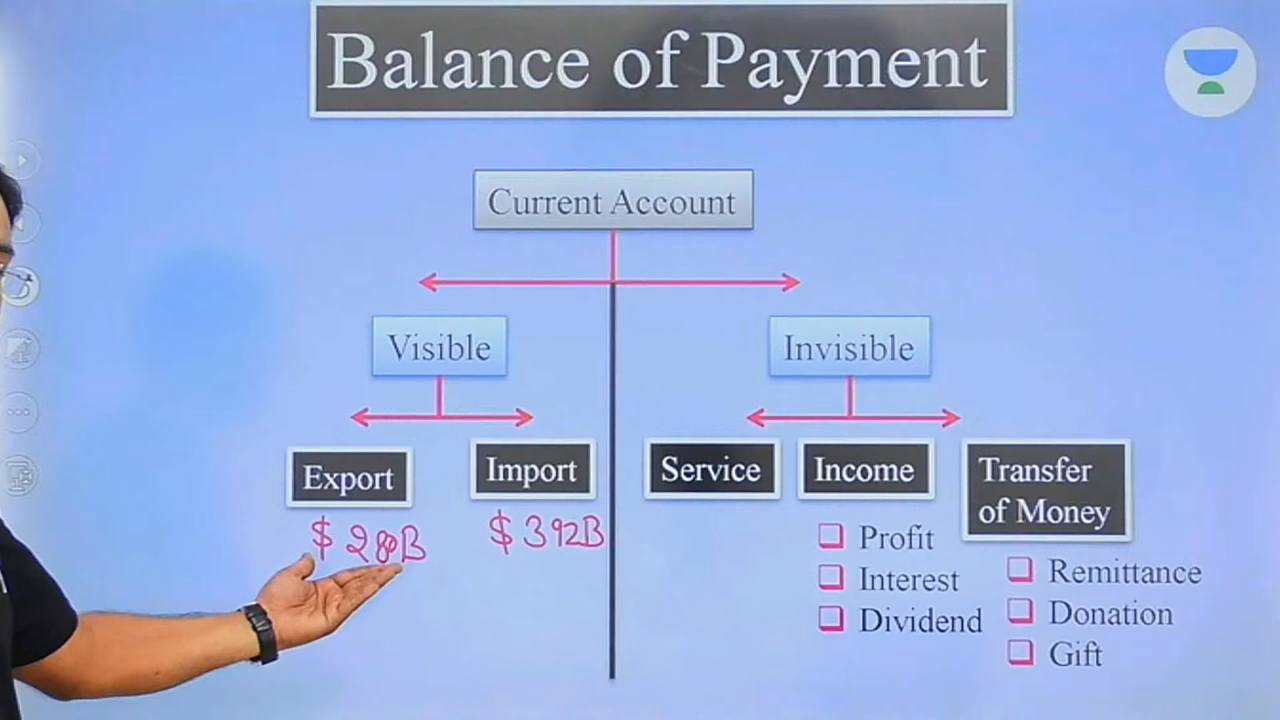 Balance of Payment
Current Account
Visible
Invisible
Export
Import
Service
Income
Transfer
of Money
$ 280B
$ 392B
❑ Profit
❑ Interest
❑ Dividend
❑ Remittance
❑ Donation
❑ Gift